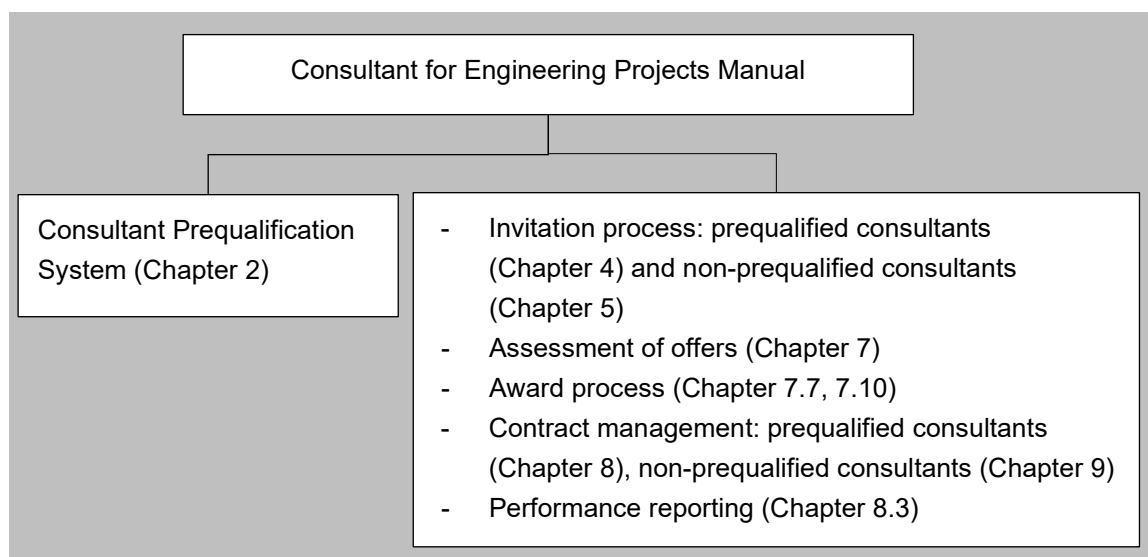 Consultant for Engineering Projects Manual
Consultant Prequalification
System (Chapter 2)
- Invitation process: prequalified consultants
(Chapter 4) and non-prequalified consultants
(Chapter 5)
- Assessment of offers (Chapter 7)
- Award process (Chapter 7.7, 7.10)
- Contract management: prequalified consultants
(Chapter 8), non-prequalified consultants (Chapter 9)
- Performance reporting (Chapter 8.3)